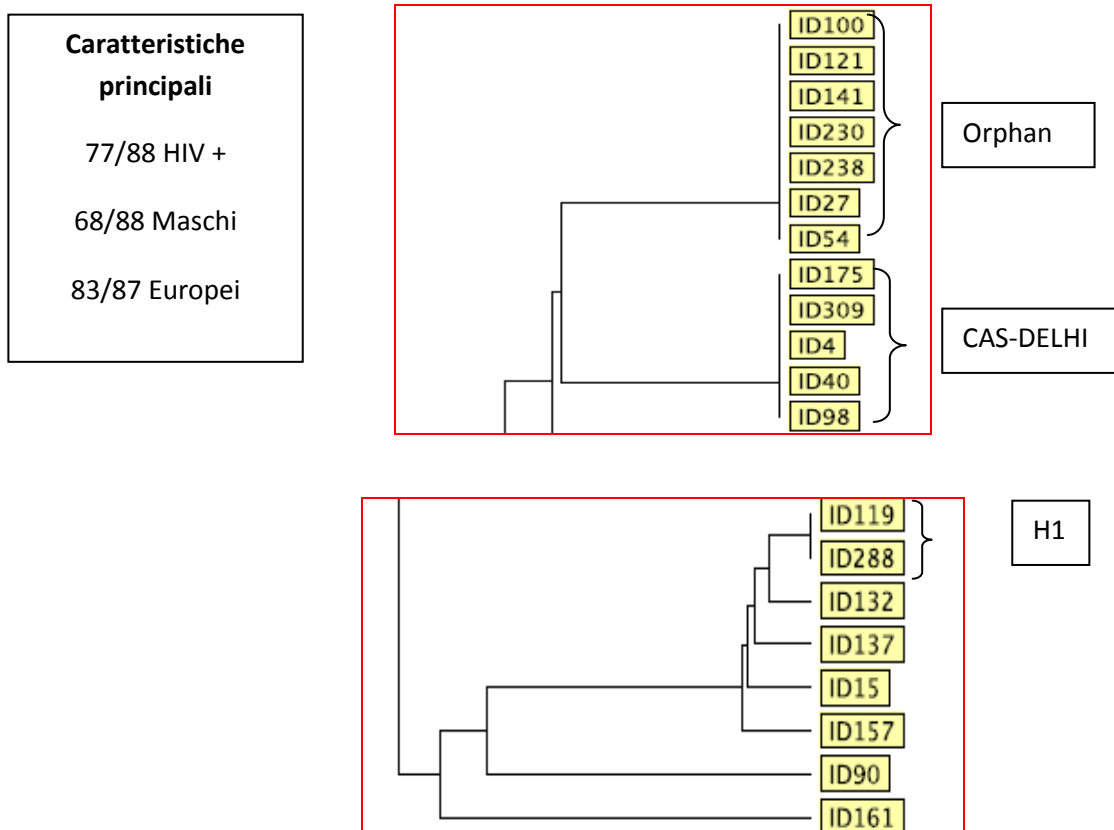 Caratteristiche
principali
77/88 HIV +
68/88 Maschi
83/87 Europei
ID100
ID121
ID141
ID230
ID238
ID27
ID54
Orphan
ID175
ID309
ID4
ID40
ID98
CAS-DELHI
ID119
ID288
H1
ID132
ID137
ID15
ID157
ID90
ID161